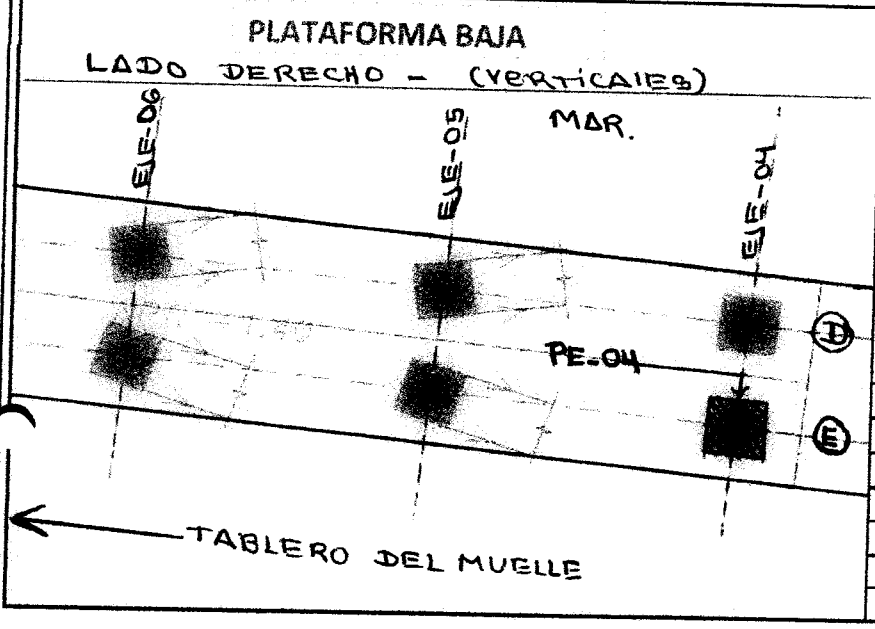 PLATAFORMA BAJA
LADO DERECHO - (VERTICALES)
MAR.
EJE-06
EJE-05
EJE-04
D
PE-04
E
TABLERO DEL MUELLE